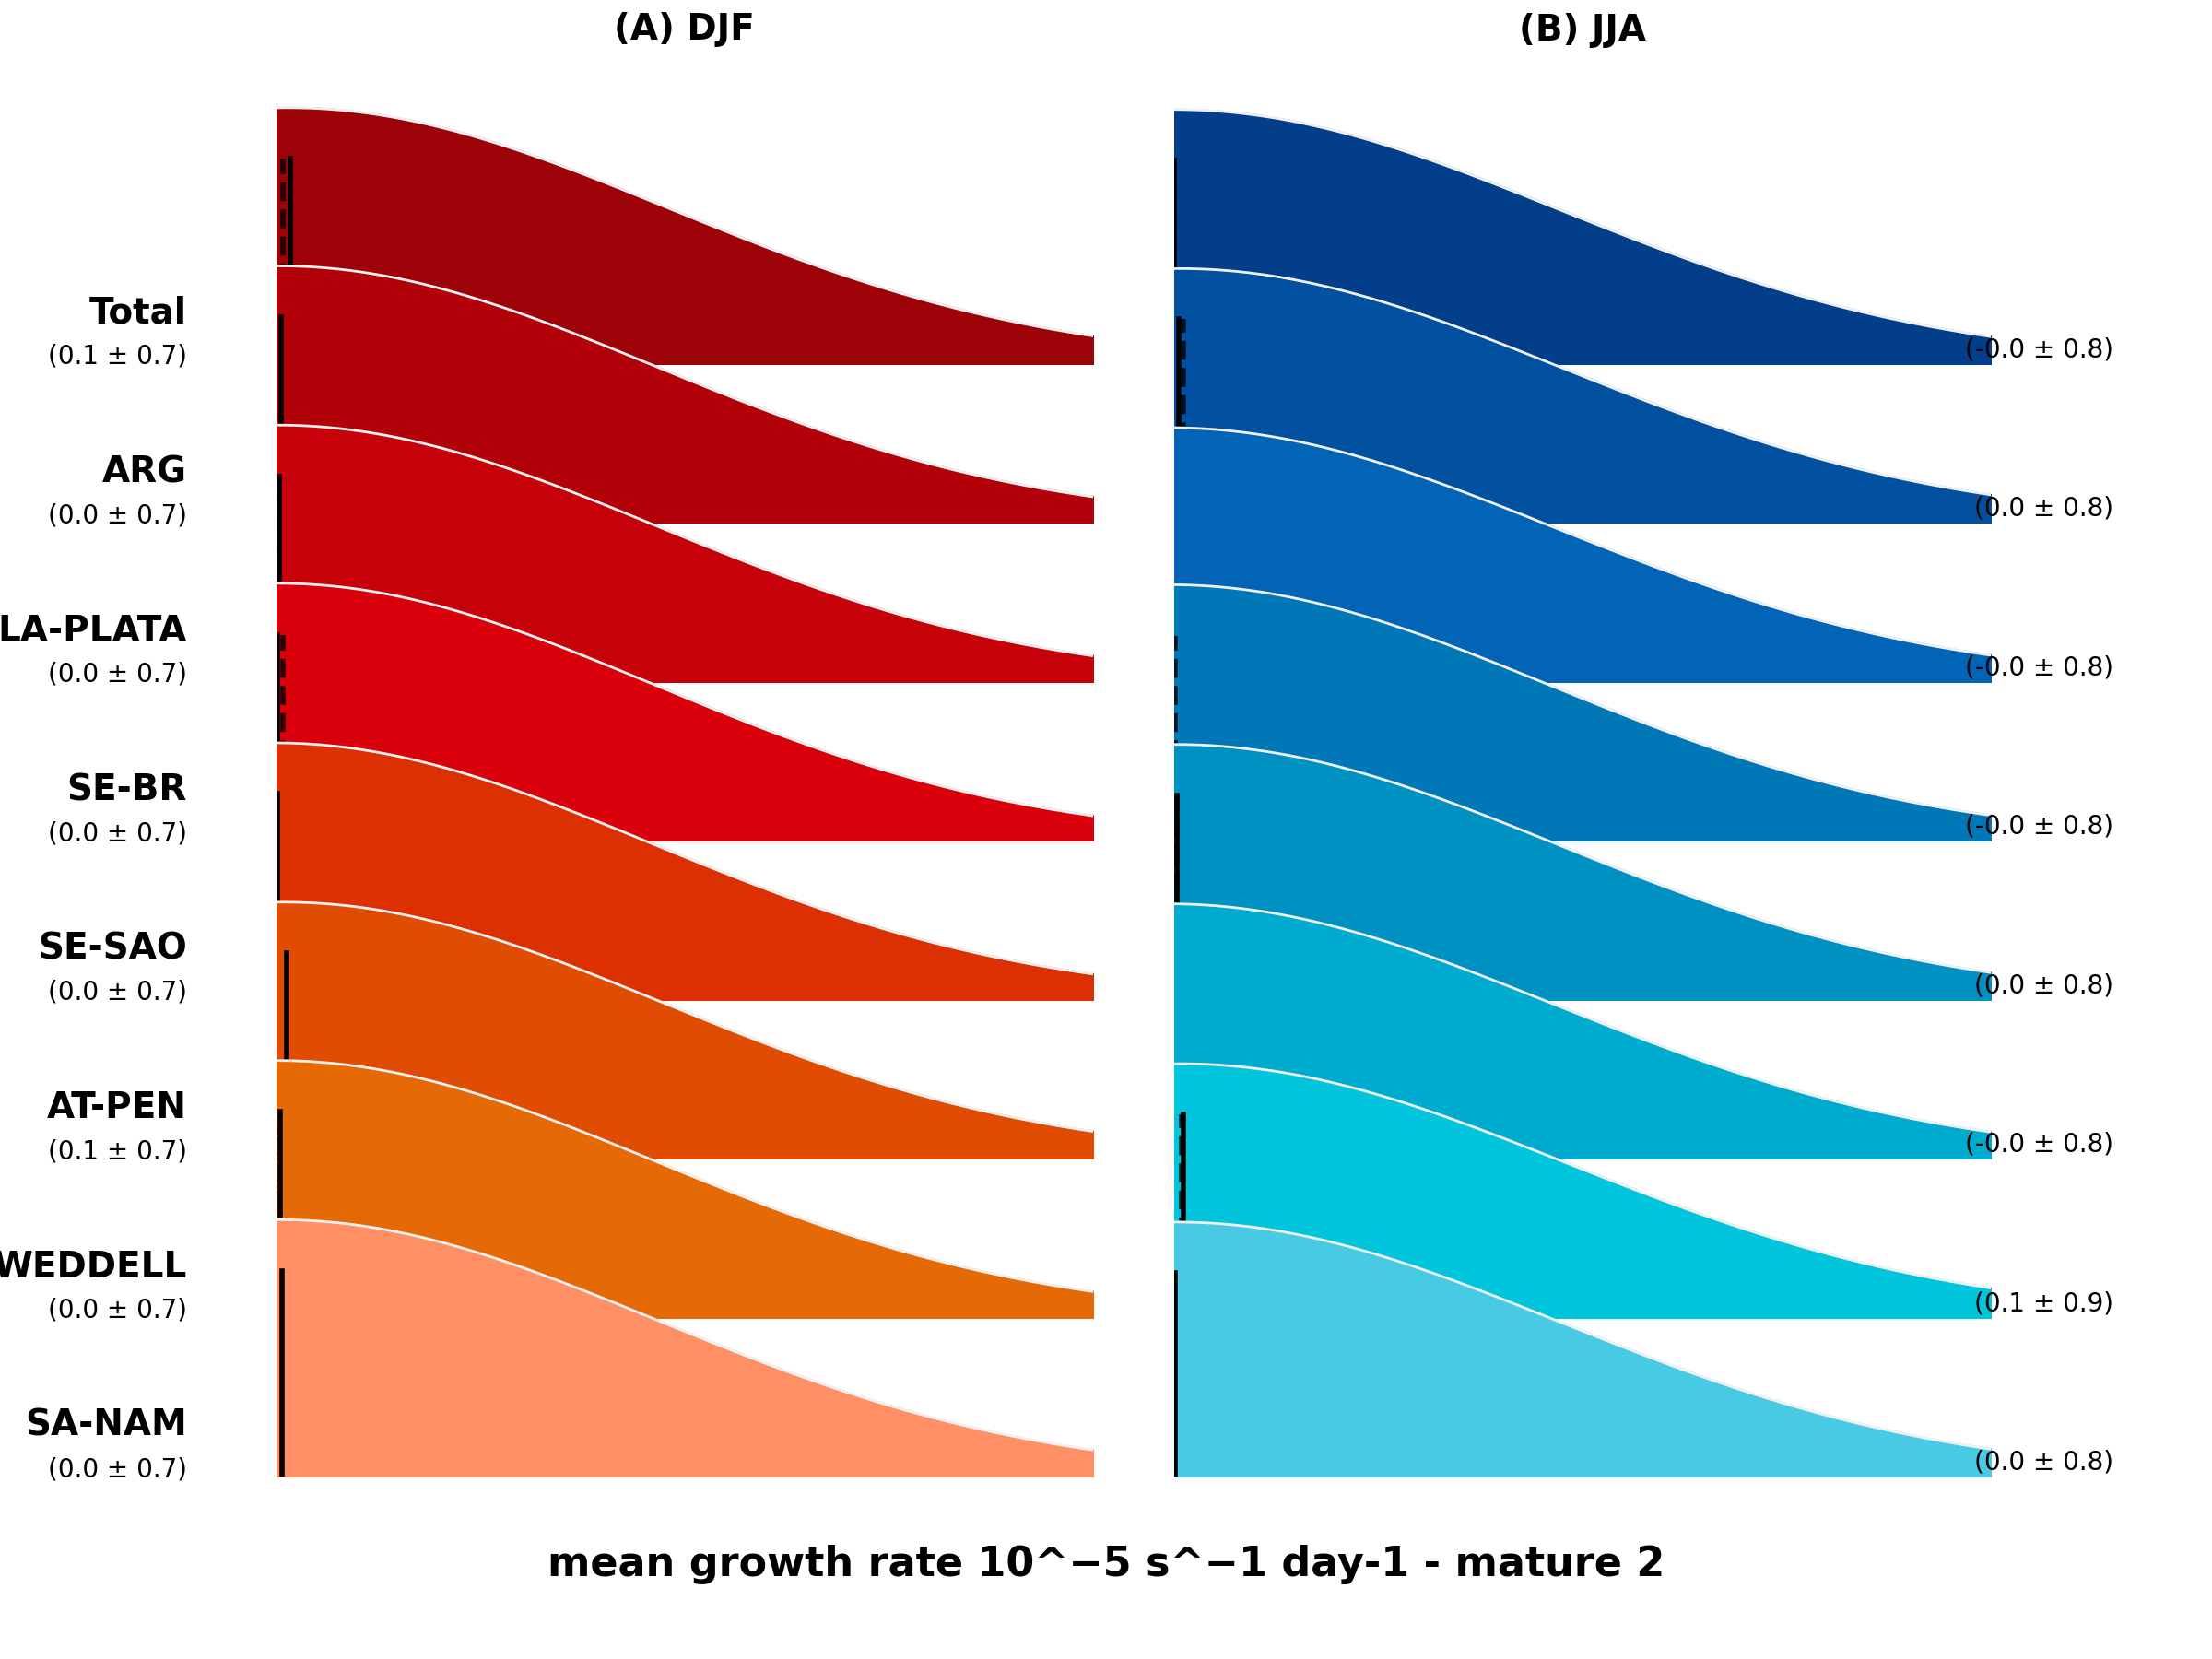 (A) DJF
(B) JJA
Total
(0.1 ± 0.7)
(-0.0 ± 0.8)
ARG
(0.0 ± 0.7)
(0.0 ± 0.8)
LA-PLATA
(0.0 ± 0.7)
(-0.0 ± 0.8)
SE-BR
(0.0 ± 0.7)
(-0.0 ± 0.8)
SE-SAO
(0.0 ± 0.7)
(0.0 ± 0.8)
AT-PEN
(0.1 ± 0.7)
(-0.0 ± 0.8)
WEDDELL
(0.0 ± 0.7)
(0.1 ± 0.9)
SA-NAM
(0.0 ± 0.7)
(0.0 ± 0.8)
mean growth rate 10^−5 s^−1 day-1 - mature 2